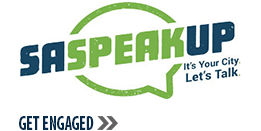 SASPEAKUP
It's Your City.
Let's Talk.
GET ENGAGED